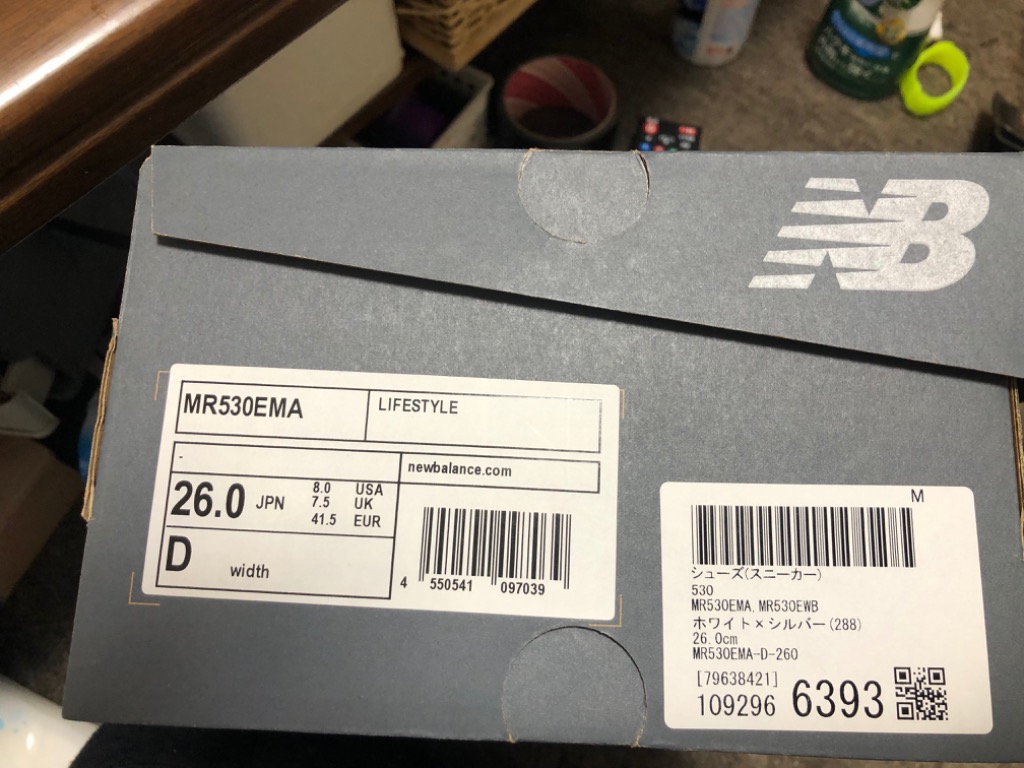 NB
MR530EMA
LIFESTYLE
-
newbalance.com
26.0 JPN
8.0 USA
7.5 UK
41.5 EUR
D width
4 550541 097039
M
シューズ(スニーカー)
530
MR530EMA, MR530EWB
ホワイト×シルバー(288)
26.0cm
MR530EMA-D-260
[79638421]
109296 6393